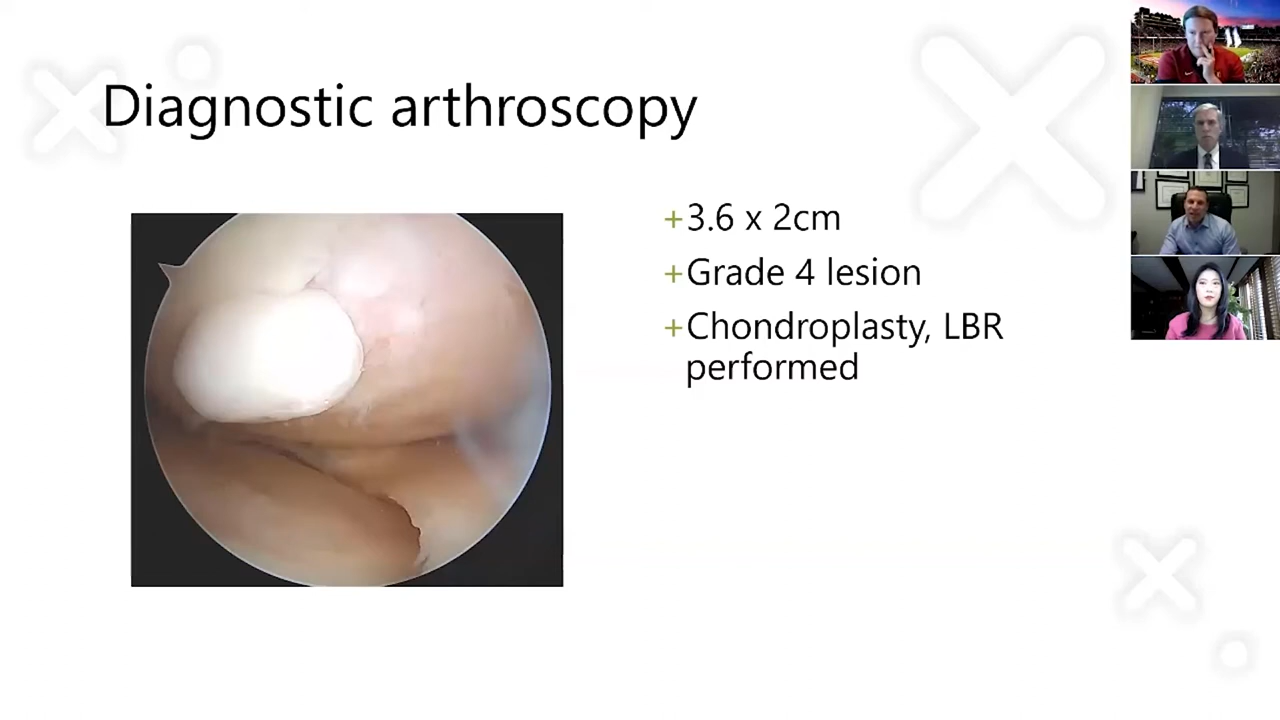 Diagnostic arthroscopy
+3.6 x 2cm
+Grade 4 lesion
+Chondroplasty, LBR
performed